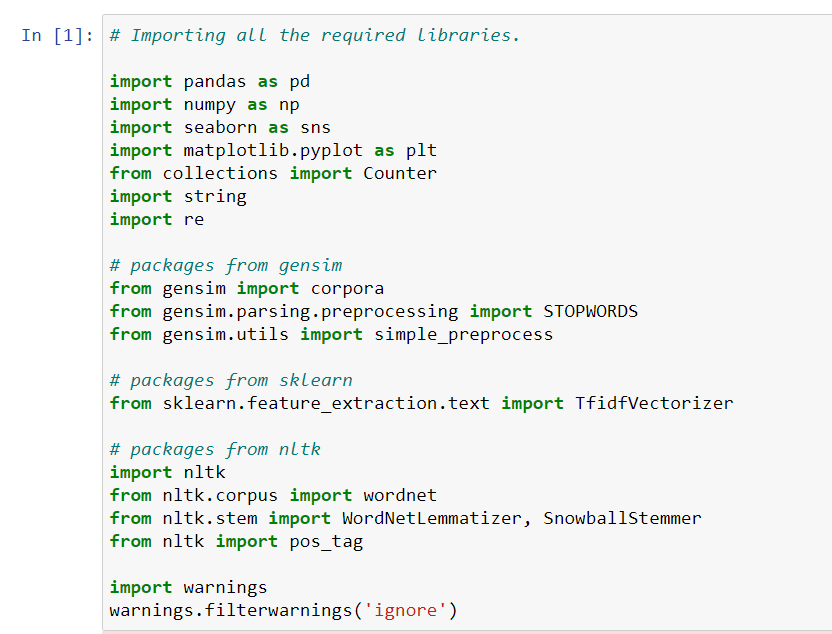 In [1]: # Importing all the required libraries.
import pandas as pd
import numpy as np
import seaborn as sns
import matplotlib.pyplot as plt
from collections import Counter
import string
import re
# packages from gensim
from gensim import corpora
from gensim.parsing.preprocessing import STOPWORDS
from gensim.utils import simple_preprocess
# packages from sklearn
from sklearn.feature_extraction.text import TfidfVectorizer
# packages from nltk
import nltk
from nltk.corpus import wordnet
from nltk.stem import WordNetLemmatizer, SnowballStemmer
from nltk import pos_tag
import warnings
warnings.filterwarnings('ignore')